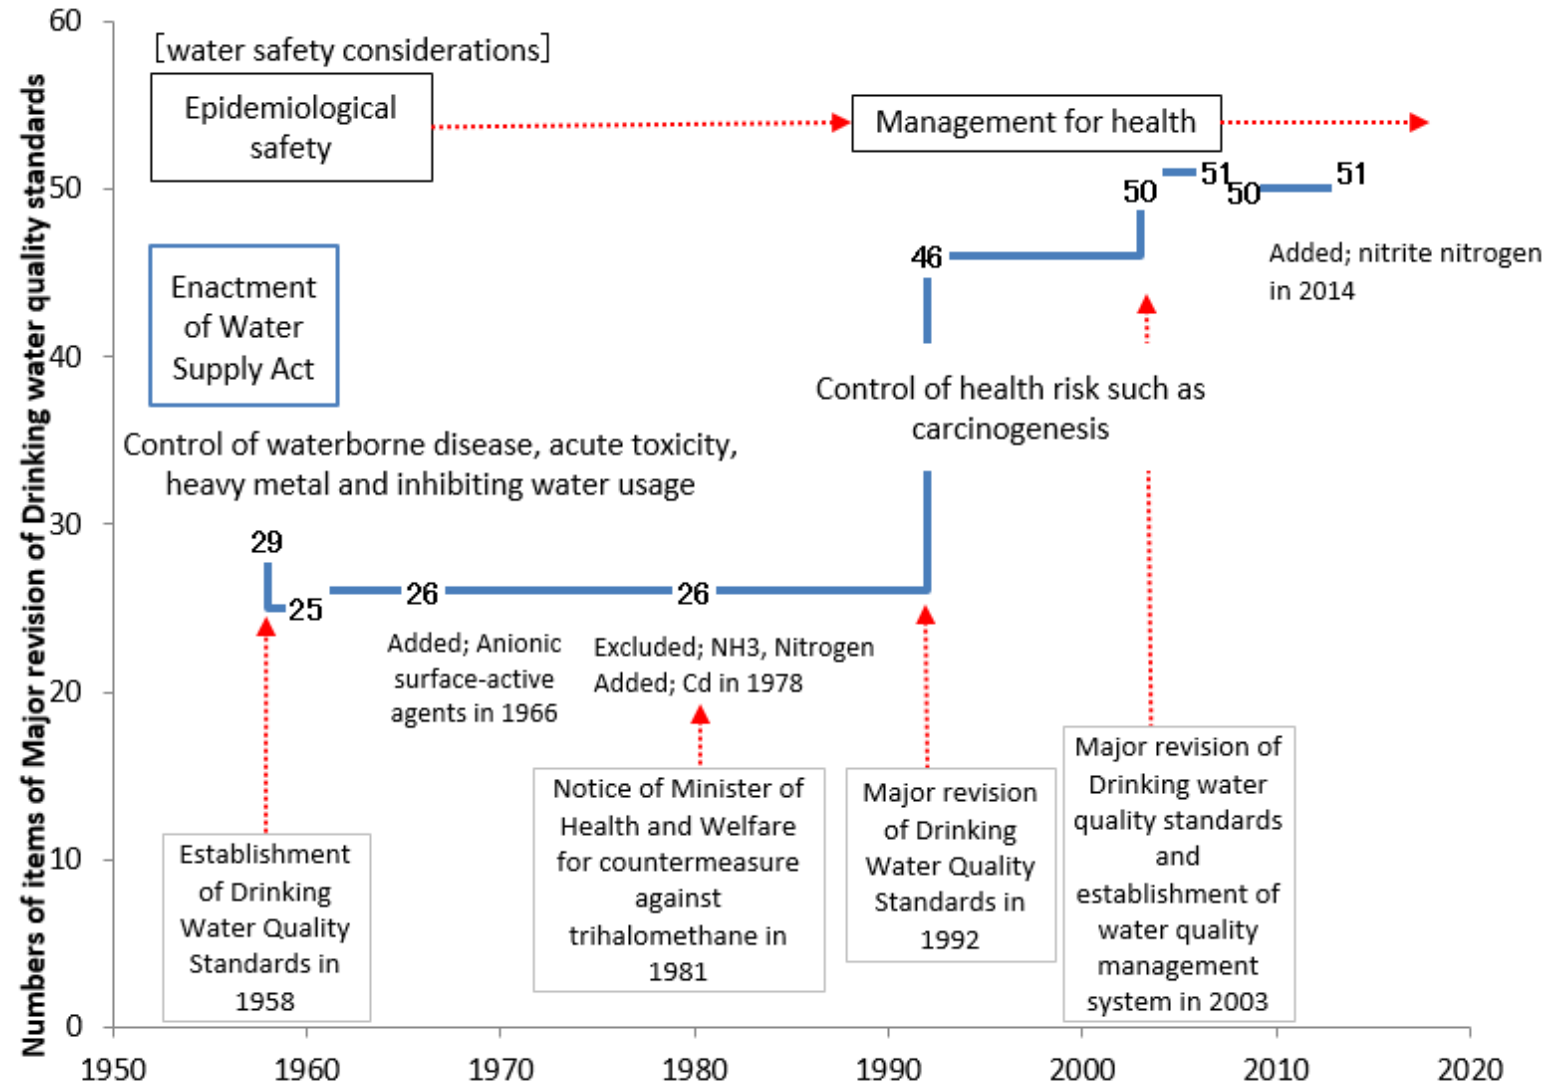 Numbers of items of Major revision of Drinking water quality standards
60
50
40
30
20
10
0
[water safety considerations]
Epidemiological
safety
Management for health
Enactment
of Water
Supply Act
Control of waterborne disease, acute toxicity,
heavy metal and inhibiting water usage
Control of health risk such as
carcinogenesis
29
25
26
26
46
50
51
50
51
Added; nitrite nitrogen
in 2014
Added; Anionic
surface-active
agents in 1966
Excluded; NH3, Nitrogen
Added; Cd in 1978
Establishment
of Drinking
Water Quality
Standards in
1958
Notice of Minister of
Health and Welfare
for countermeasure
against
trihalomethane in
1981
Major revision
of Drinking
Water Quality
Standards in
1992
Major revision of
Drinking water
quality standards
and
establishment of
water quality
management
system in 2003
1950
1960
1970
1980
1990
2000
2010
2020